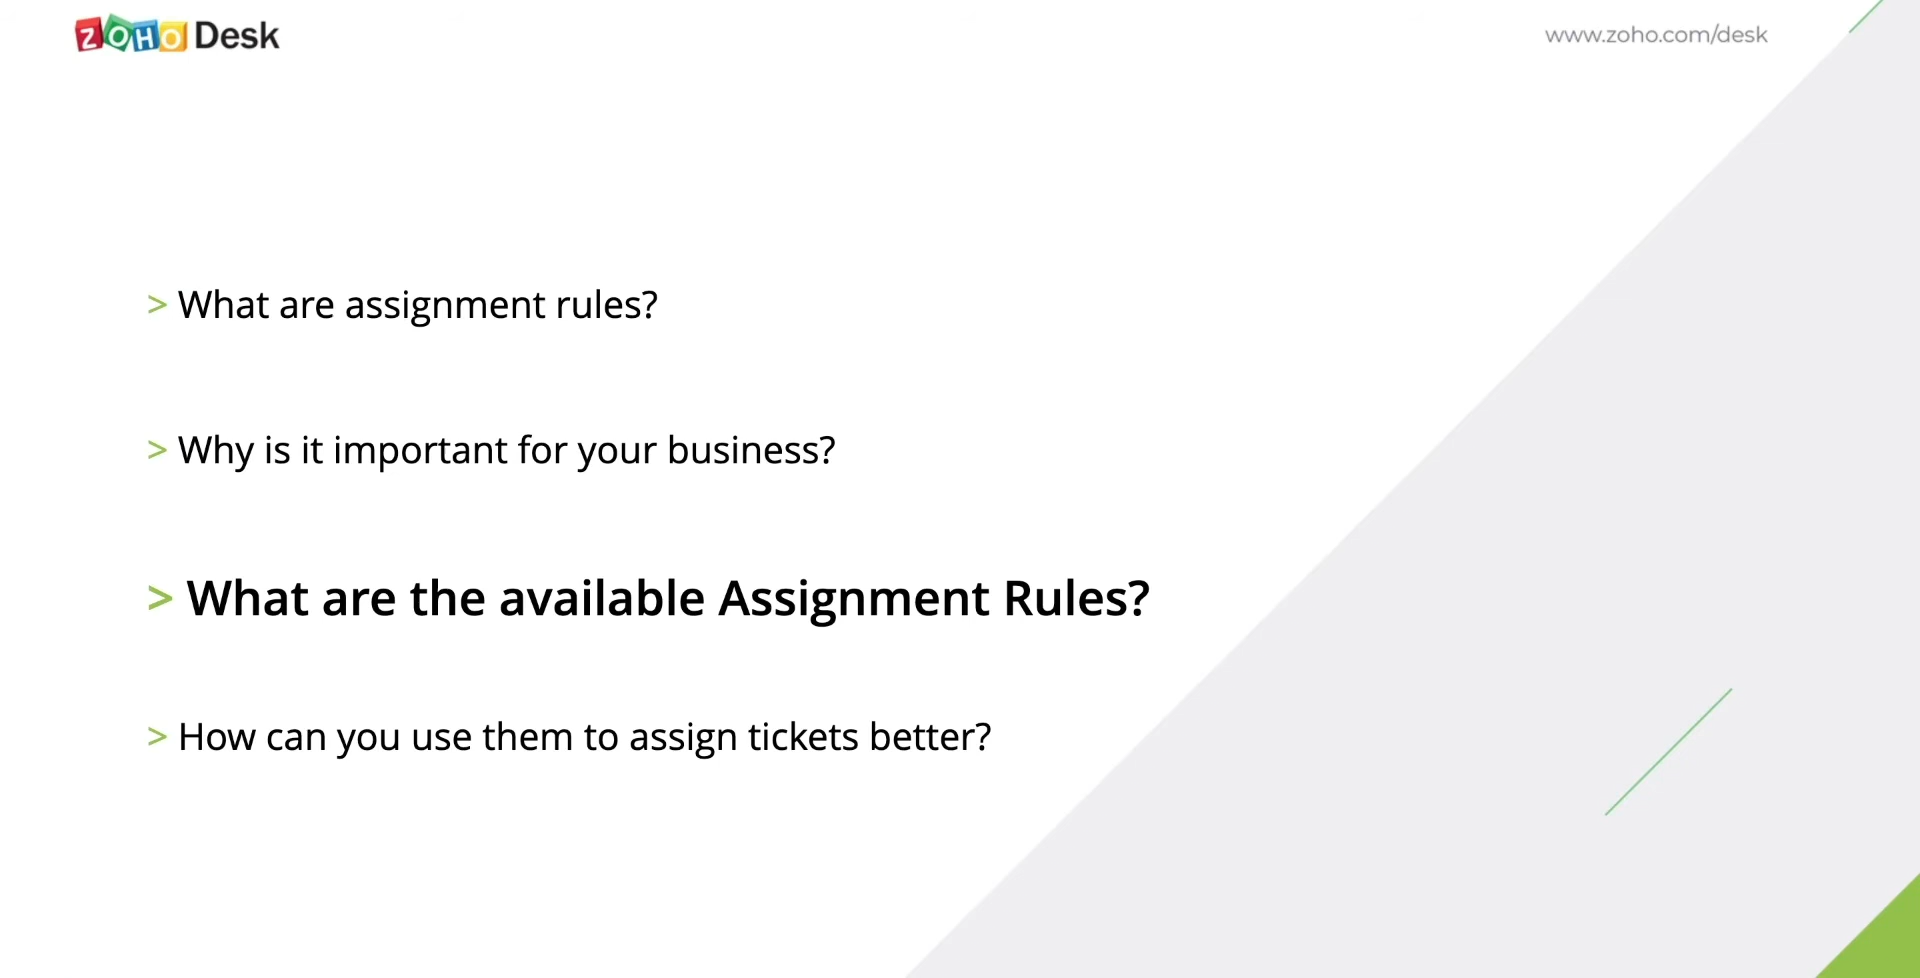 ZOHO Desk
www.zoho.com/desk
> What are assignment rules?
> Why is it important for your business?
> What are the available Assignment Rules?
> How can you use them to assign tickets better?